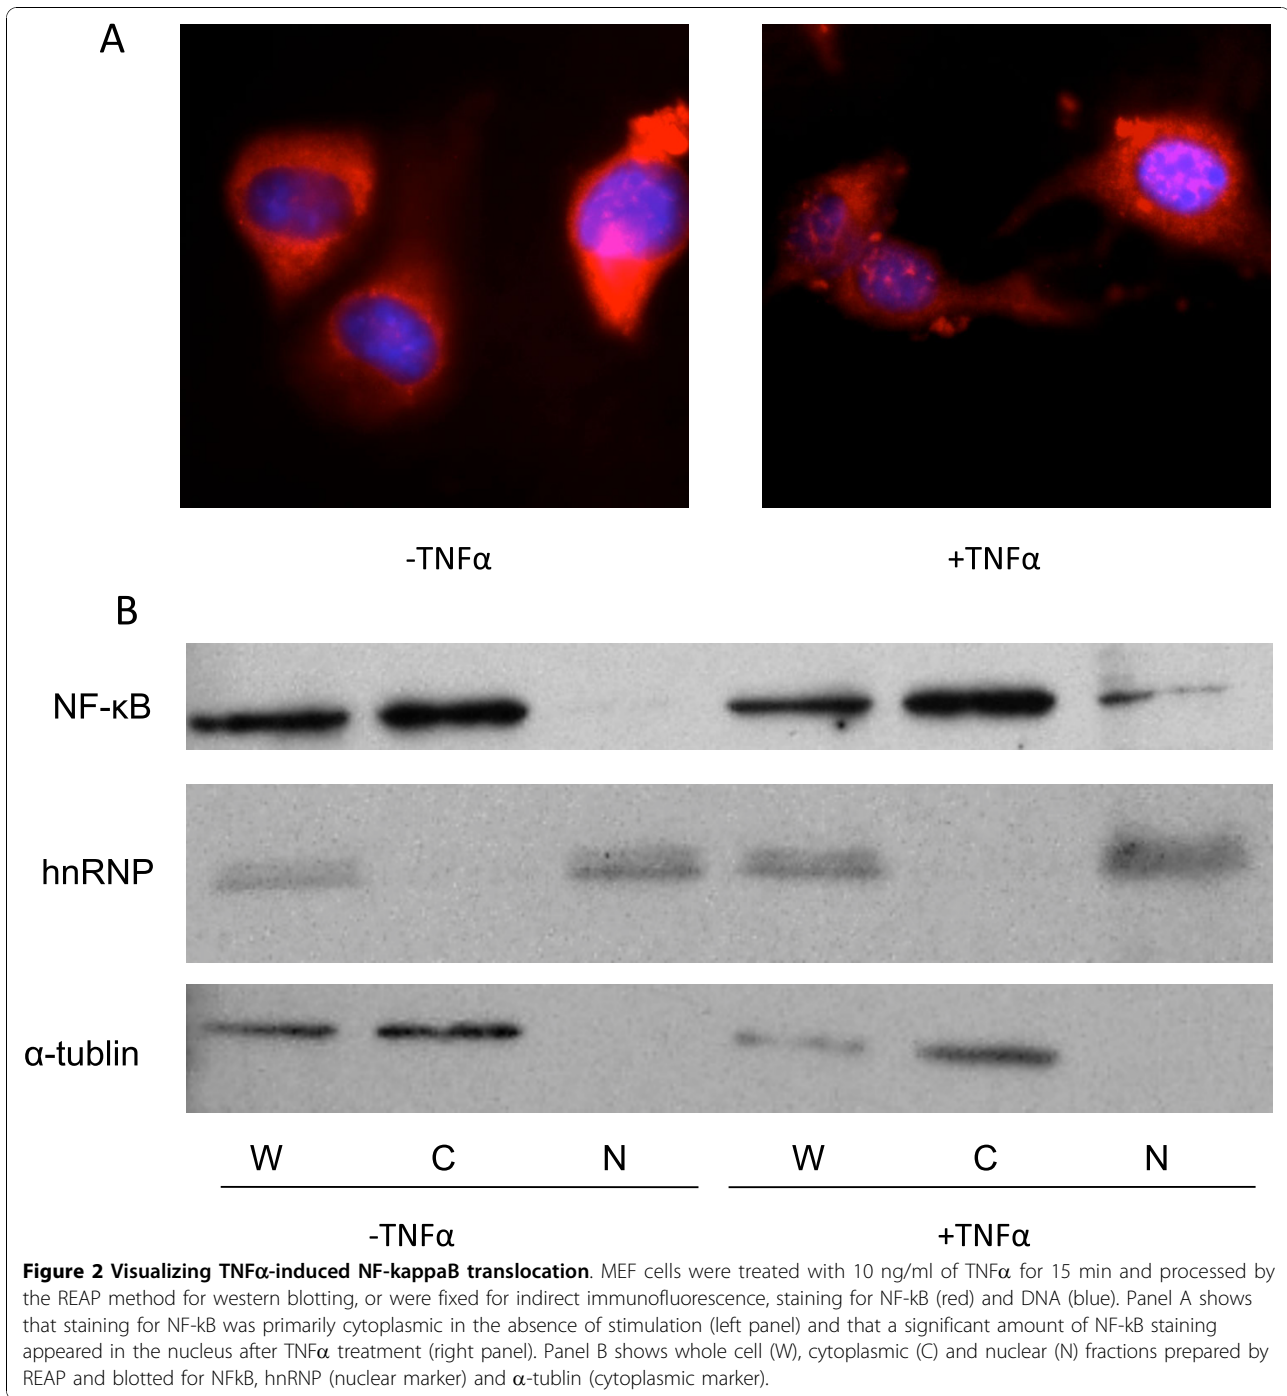 A
-TNFα
+TNFα
B
NF-κB
hnRNP
α-tublin
W C N W C N
-TNFα
+TNFα
Figure 2 Visualizing TNFα-induced NF-kappaB translocation. MEF cells were treated with 10 ng/ml of TNFα for 15 min and processed by
the REAP method for western blotting, or were fixed for indirect immunofluorescence, staining for NF-kB (red) and DNA (blue). Panel A shows
that staining for NF-kB was primarily cytoplasmic in the absence of stimulation (left panel) and that a significant amount of NF-kB staining
appeared in the nucleus after TNFα treatment (right panel). Panel B shows whole cell (W), cytoplasmic (C) and nuclear (N) fractions prepared by
REAP and blotted for NFkB, hnRNP (nuclear marker) and α-tublin (cytoplasmic marker).